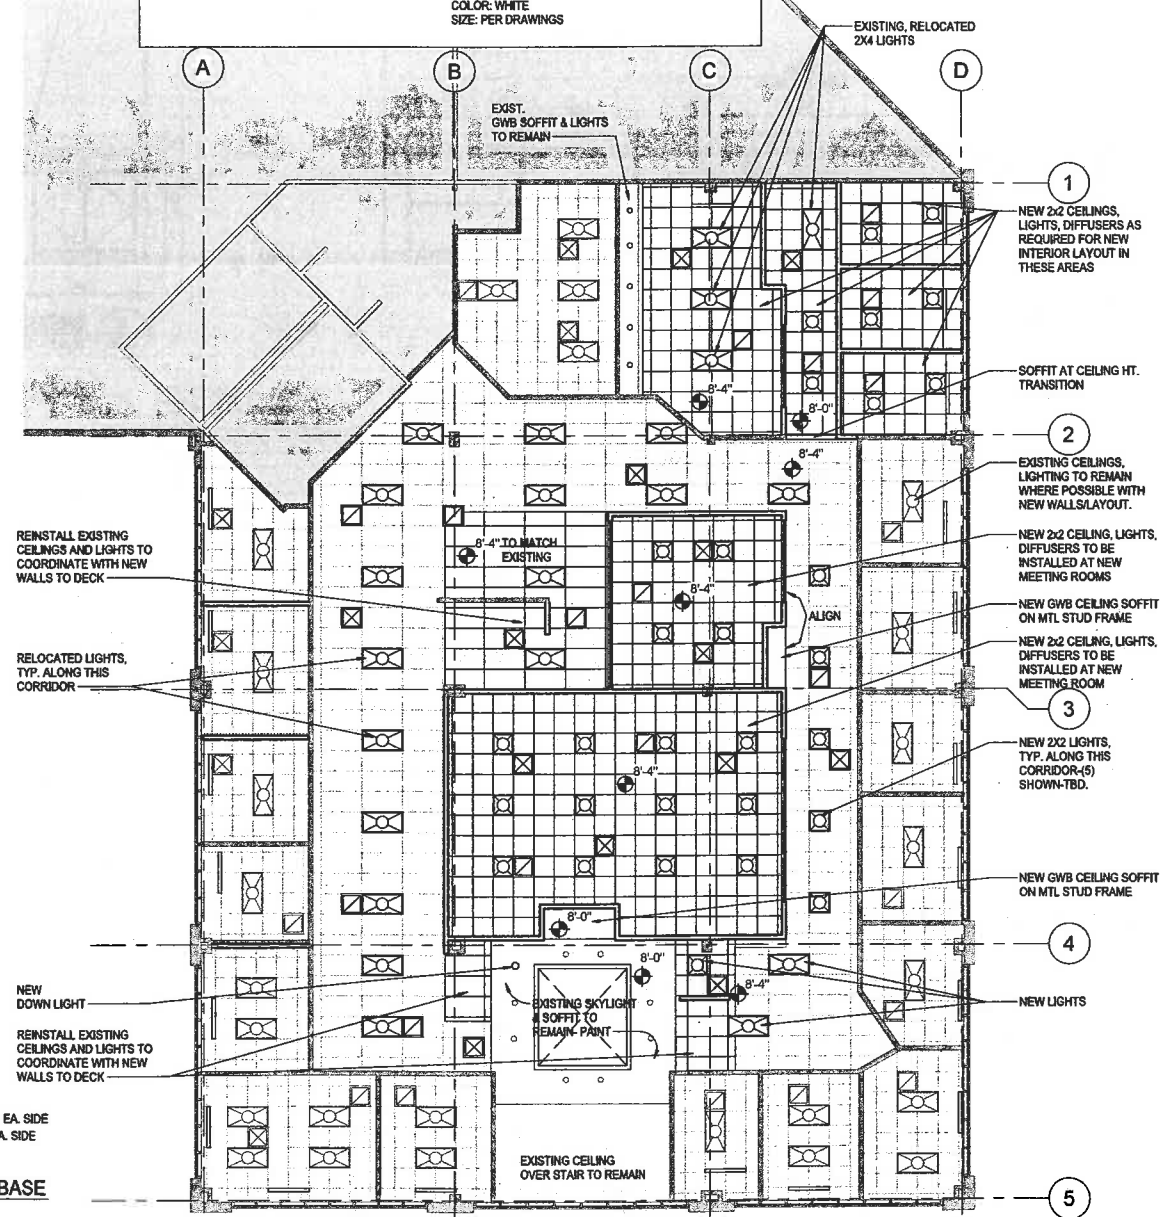 COLOR: WHITE
SIZE: PER DRAWINGS
EXISTING, RELOCATED
2X4 LIGHTS
A
B
C
D
EXIST.
GWB SOFFIT & LIGHTS
TO REMAIN
1
NEW 2x2 CEILINGS,
LIGHTS, DIFFUSERS AS
REQUIRED FOR NEW
INTERIOR LAYOUT IN
THESE AREAS
SOFFIT AT CEILING HT.
TRANSITION
8'-4"
8'-0"
2
8'-4"
EXISTING CEILINGS,
LIGHTING TO REMAIN
WHERE POSSIBLE WITH
NEW WALLS/LAYOUT.
REINSTALL EXISTING
CEILINGS AND LIGHTS TO
COORDINATE WITH NEW
WALLS TO DECK
8'-4" TO MATCH
EXISTING
NEW 2x2 CEILING, LIGHTS,
DIFFUSERS TO BE
INSTALLED AT NEW
MEETING ROOMS
8'-4"
ALIGN
NEW GWB CEILING SOFFIT
ON MTL STUD FRAME
RELOCATED LIGHTS,
TYP. ALONG THIS
CORRIDOR
NEW 2x2 CEILING, LIGHTS,
DIFFUSERS TO BE
INSTALLED AT NEW
MEETING ROOM
3
NEW 2X2 LIGHTS,
TYP. ALONG THIS
CORRIDOR-(5)
SHOWN-TBD.
8'-4"
NEW GWB CEILING SOFFIT
ON MTL STUD FRAME
8'-0"
4
8'-0"
8'-4"
NEW
DOWN LIGHT
EXISTING SKYLIGHT
& SOFFIT TO
REMAIN- PAINT
NEW LIGHTS
REINSTALL EXISTING
CEILINGS AND LIGHTS TO
COORDINATE WITH NEW
WALLS TO DECK
EA. SIDE
A. SIDE
EXISTING CEILING
OVER STAIR TO REMAIN
BASE
5